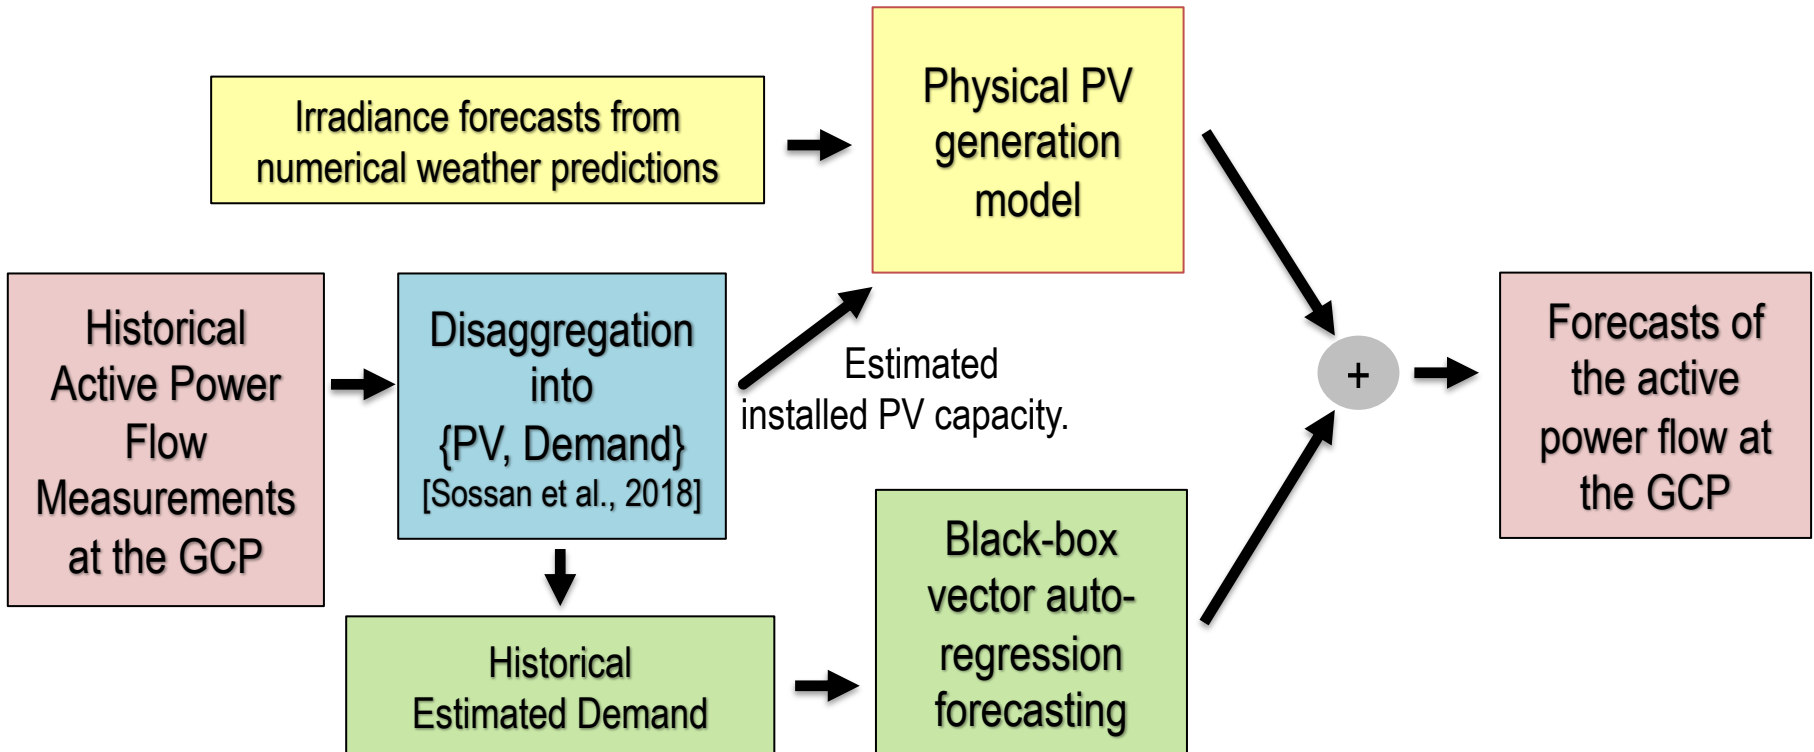 Irradiance forecasts from
numerical weather predictions
Physical PV
generation
model
Historical
Active Power
Flow
Measurements
at the GCP
Disaggregation
into
{PV, Demand}
[Sossan et al., 2018]
Estimated
installed PV capacity.
+
Forecasts of
the active
power flow at
the GCP
Historical
Estimated Demand
Black-box
vector auto-
regression
forecasting